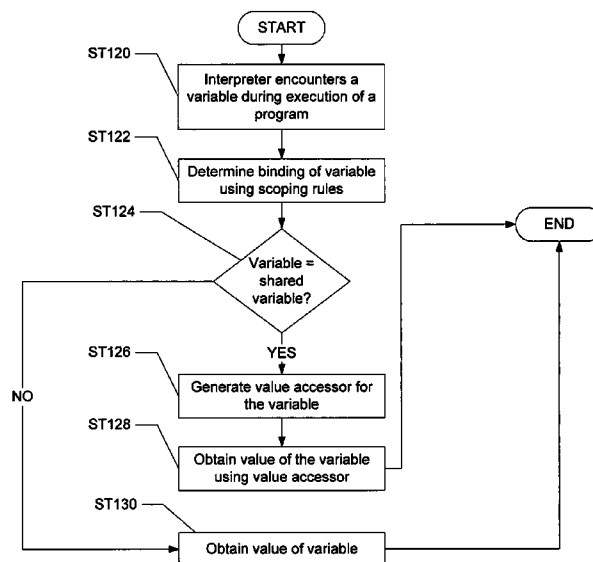 START
ST120
Interpreter encounters a
variable during execution of a
program
ST122
Determine binding of variable
using scoping rules
ST124
END
Variable =
shared
variable?
YES
ST126
Generate value accessor for
the variable
NO
ST128
Obtain value of the variable
using value accessor
ST130
Obtain value of variable